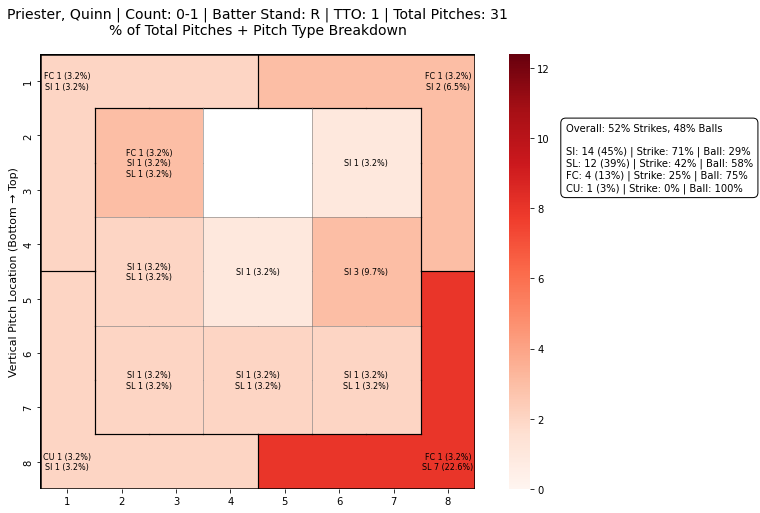 Priester, Quinn | Count: 0-1 | Batter Stand: R | TTO: 1 | Total Pitches: 31
% of Total Pitches + Pitch Type Breakdown
FC 1 (3.2%)
SI 1 (3.2%)
FC 1 (3.2%)
SI 2 (6.5%)
FC 1 (3.2%)
SI 1 (3.2%)
SL 1 (3.2%)
SI 1 (3.2%)
SI 1 (3.2%)
SL 1 (3.2%)
SI 1 (3.2%)
SI 3 (9.7%)
SI 1 (3.2%)
SL 1 (3.2%)
SI 1 (3.2%)
SL 1 (3.2%)
SI 1 (3.2%)
SL 1 (3.2%)
CU 1 (3.2%)
SI 1 (3.2%)
FC 1 (3.2%)
SL 7 (22.6%)
Vertical Pitch Location (Bottom → Top)
1
2
3
4
5
6
7
8
1
2
3
4
5
6
7
8
12
10
8
6
4
2
0
Overall: 52% Strikes, 48% Balls
SI: 14 (45%) | Strike: 71% | Ball: 29%
SL: 12 (39%) | Strike: 42% | Ball: 58%
FC: 4 (13%) | Strike: 25% | Ball: 75%
CU: 1 (3%) | Strike: 0% | Ball: 100%